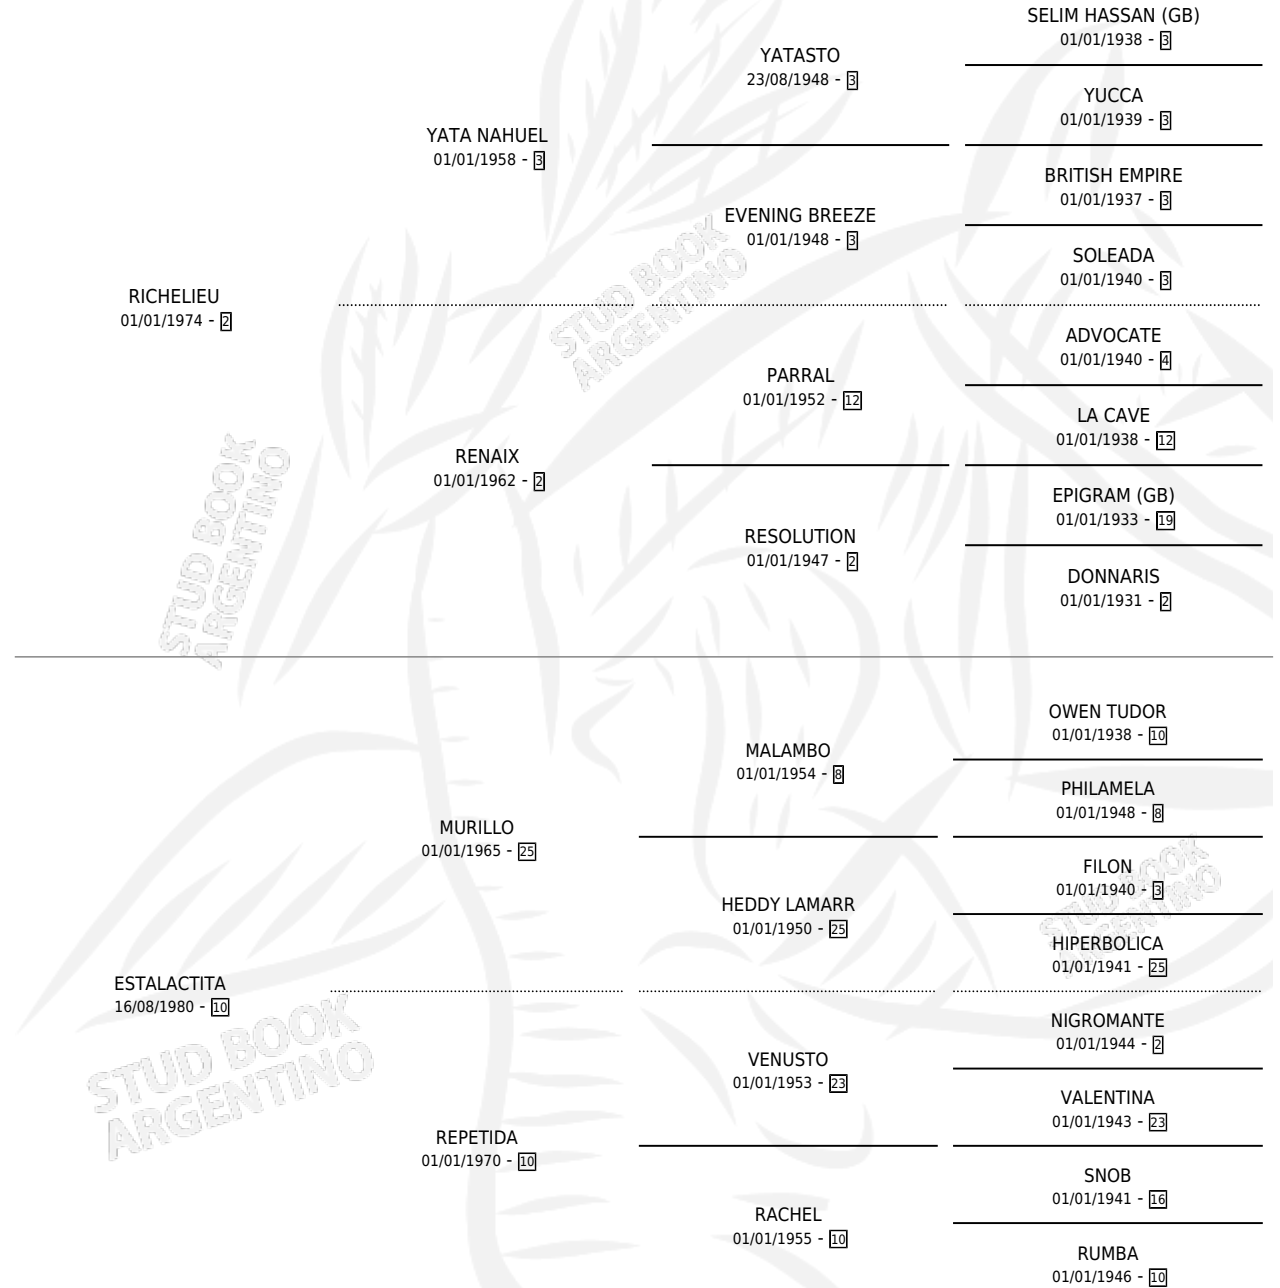 SELIM HASSAN (GB)
01/01/1938 - 3
YATASTO
23/08/1948 - 3
YUCCA
01/01/1939 - 3
YATA NAHUEL
01/01/1958 - 3
BRITISH EMPIRE
01/01/1937 - 3
EVENING BREEZE
01/01/1948 - 3
SOLEADA
01/01/1940 - 3
RICHELIEU
01/01/1974 - 2
ADVOCATE
01/01/1940 - 4
PARRAL
01/01/1952 - 12
LA CAVE
01/01/1938 - 12
RENAIX
01/01/1962 - 2
EPIGRAM (GB)
01/01/1933 - 19
RESOLUTION
01/01/1947 - 2
DONNARIS
01/01/1931 - 2
OWEN TUDOR
01/01/1938 - 10
MALAMBO
01/01/1954 - 8
PHILAMELA
01/01/1948 - 8
MURILLO
01/01/1965 - 25
FILON
01/01/1940 - 3
HEDDY LAMARR
01/01/1950 - 25
HIPERBOLICA
01/01/1941 - 25
ESTALACTITA
16/08/1980 - 10
NIGROMANTE
01/01/1944 - 2
VENUSTO
01/01/1953 - 23
VALENTINA
01/01/1943 - 23
REPETIDA
01/01/1970 - 10
SNOB
01/01/1941 - 16
RACHEL
01/01/1955 - 10
RUMBA
01/01/1946 - 10
STUD BOOK
ARGENTINO
STUD BOOK
ARGENTINO
STUD BOOK
ARGENTINO
STUD BOOK
ARGENTINO